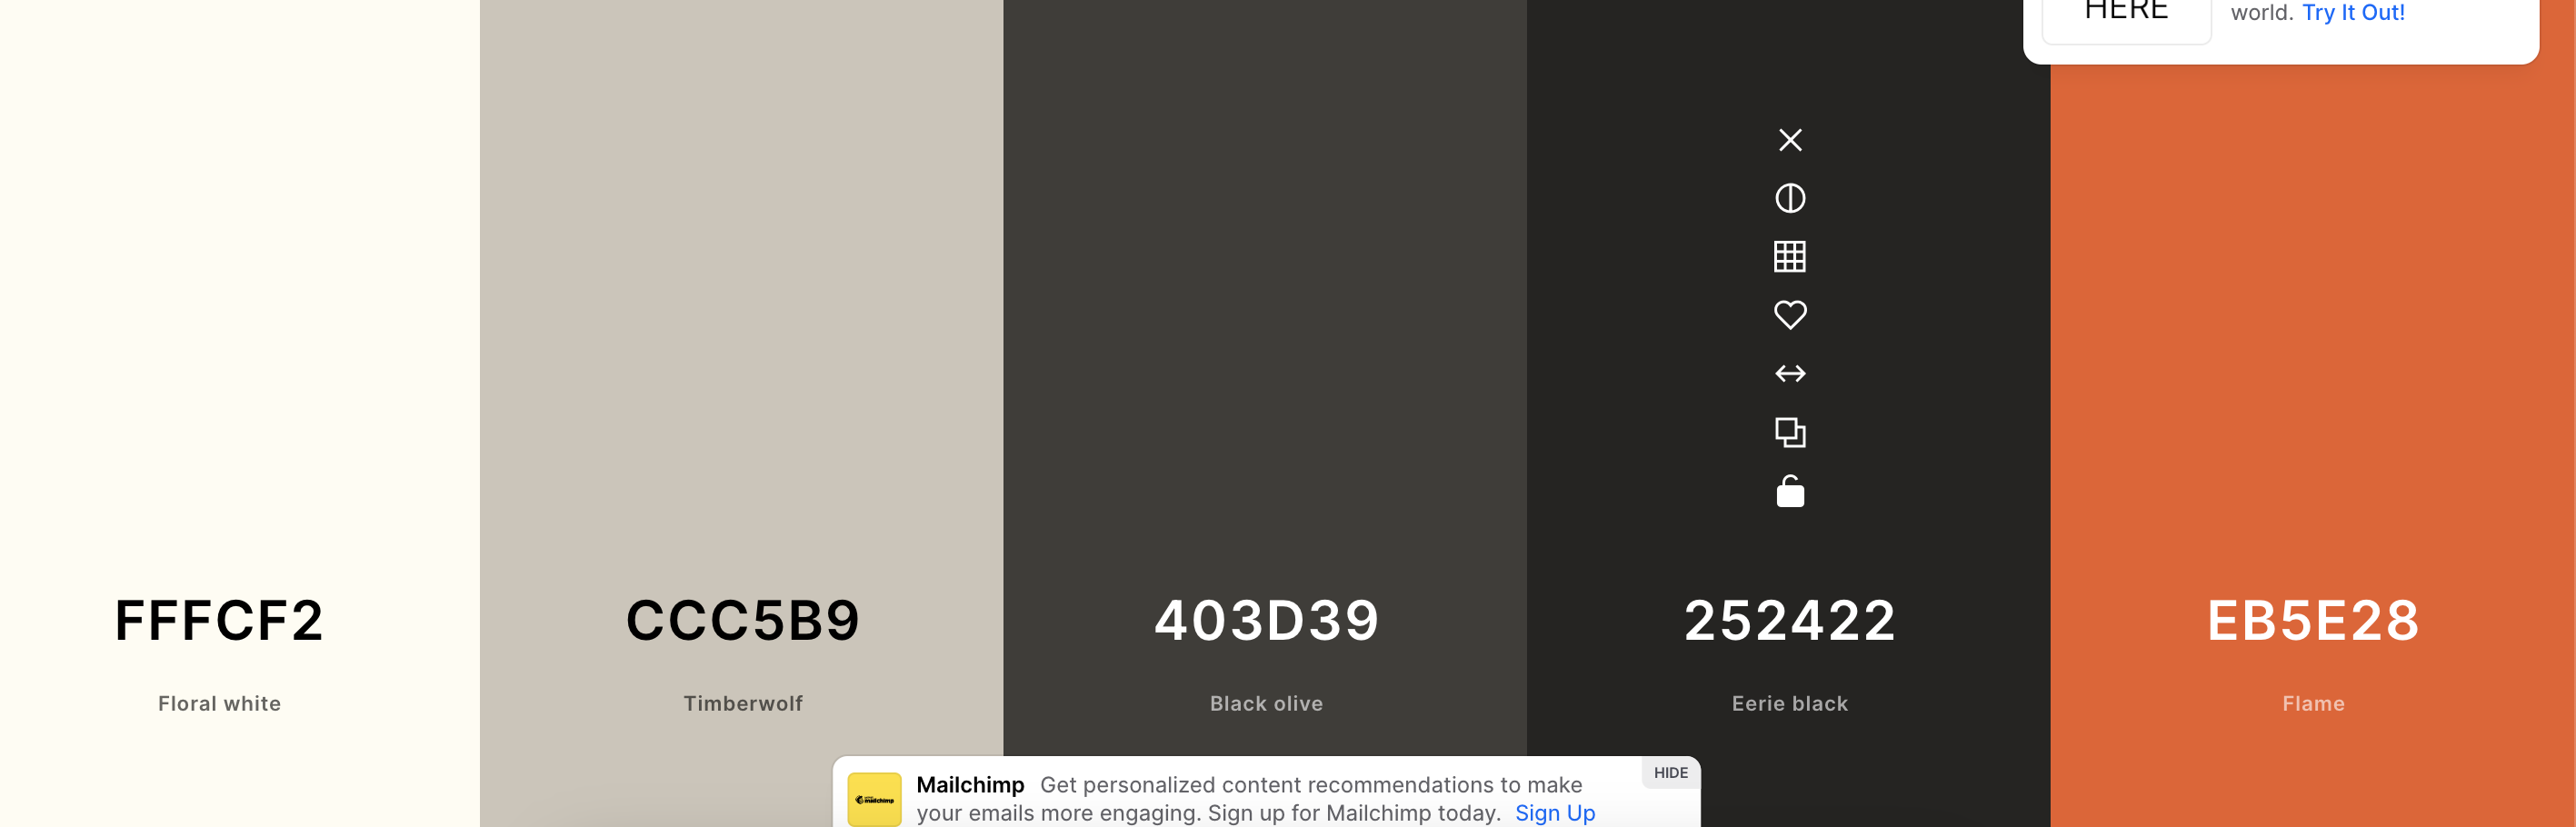 HERE
world. Try It Out!
FFFCF2
CCC5B9
403D39
252422
EB5E28
Floral white
Timberwolf
Black olive
Eerie black
Flame
mailchimp
Mailchimp Get personalized content recommendations to make
your emails more engaging. Sign up for Mailchimp today. Sign Up
HIDE